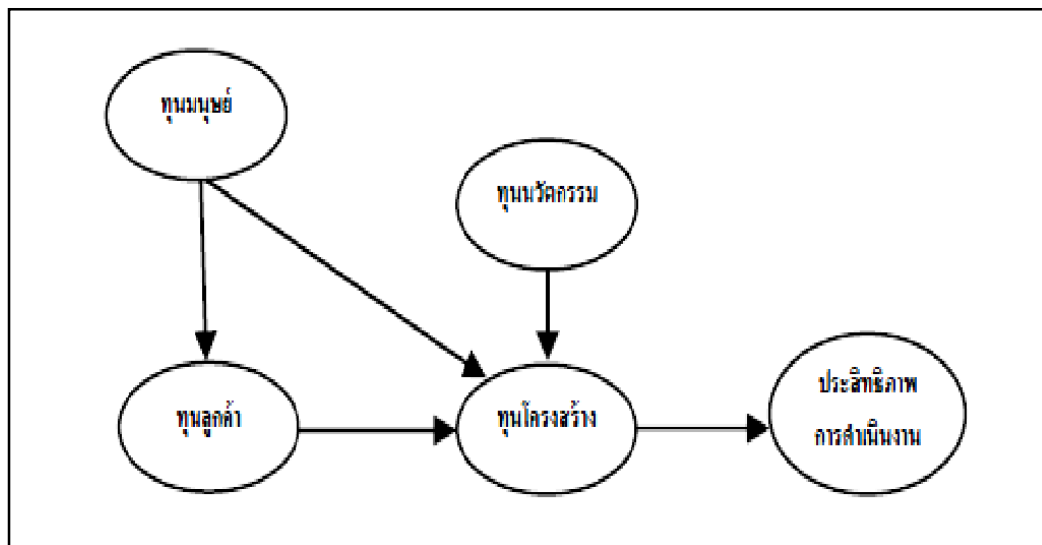 ทุนมนุษย์
ทุนนวัตกรรม
ทุนลูกค้า
ทุนโครงสร้าง
ประสิทธิภาพ
การดำเนินงาน